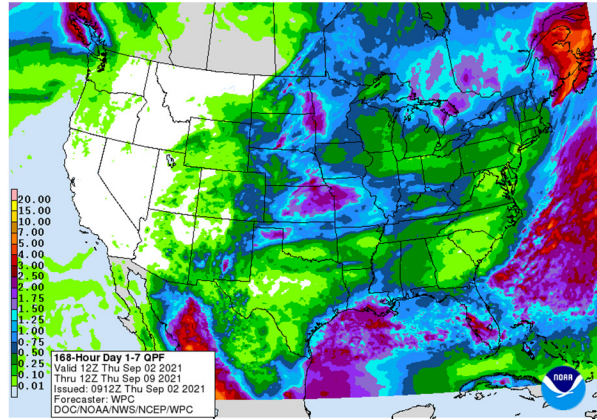 20.00
15.00
10.00
7.00
5.00
4.00
3.00
2.50
2.00
1.75
1.50
1.25
1.00
0.75
0.50
0.25
0.10
0.01
168-Hour Day 1-7 QPF
Valid 12Z Thu Sep 02 2021
Thru 12Z Thu Sep 09 2021
Issued: 0912Z Thu Sep 02 2021
Forecaster: WPC
DOC/NOAA/NWS/NCEP/WPC
NOAA